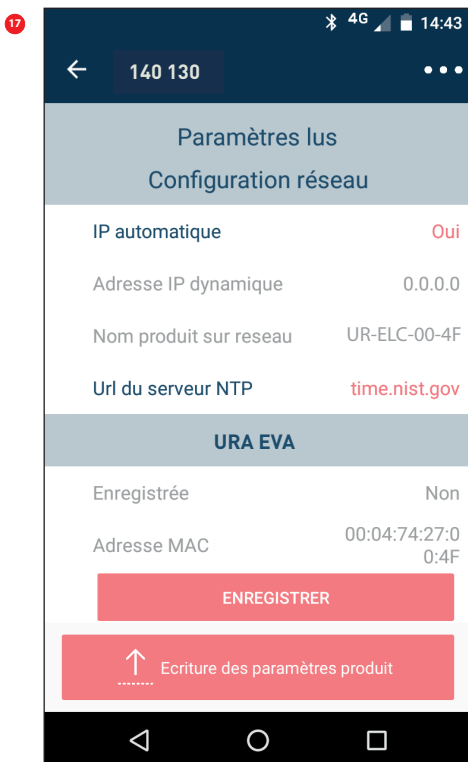 17
4G 14:43
140 130
Paramètres lus
Configuration réseau
IP automatique Oui
Adresse IP dynamique 0.0.0.0
Nom produit sur reseau UR-ELC-00-4F
Url du serveur NTP time.nist.gov
URA EVA
Enregistrée Non
Adresse MAC 00:04:74:27:0
0:4F
ENREGISTRER
Ecriture des paramètres produit